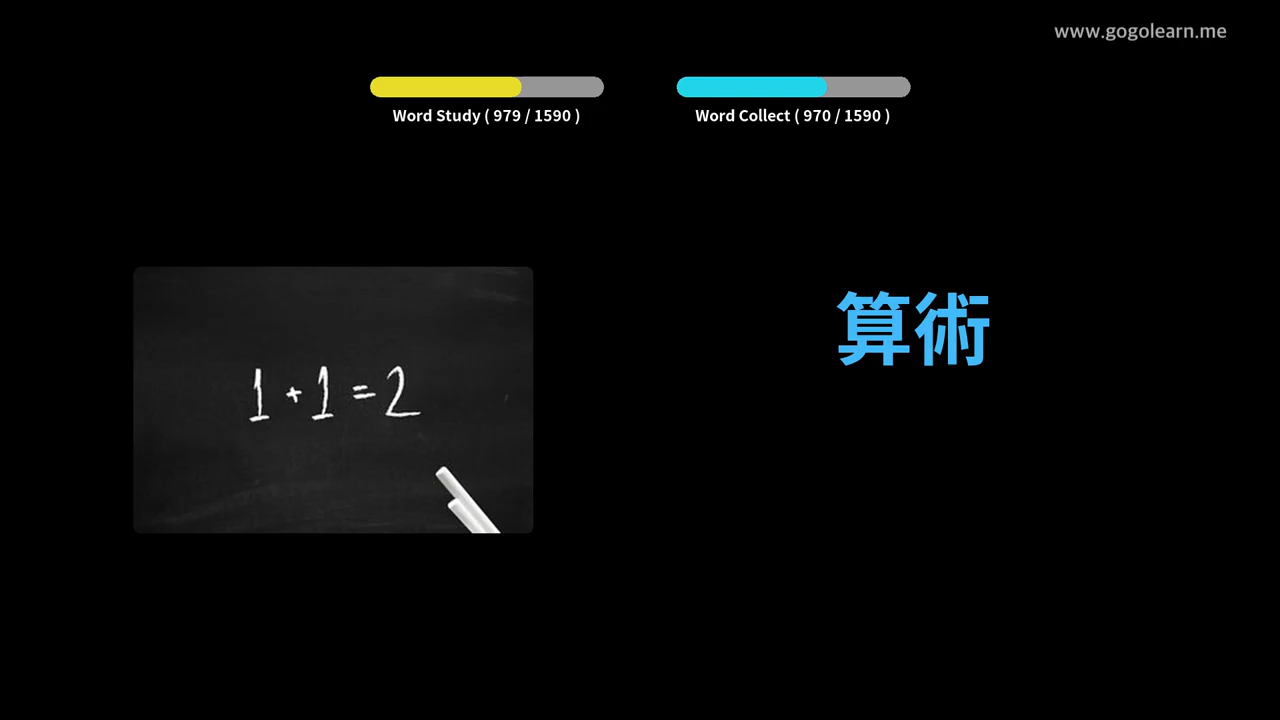 www.gogolearn.me
Word Study ( 979 / 1590 )
Word Collect ( 970 / 1590 )
算術
1 + 1 = 2